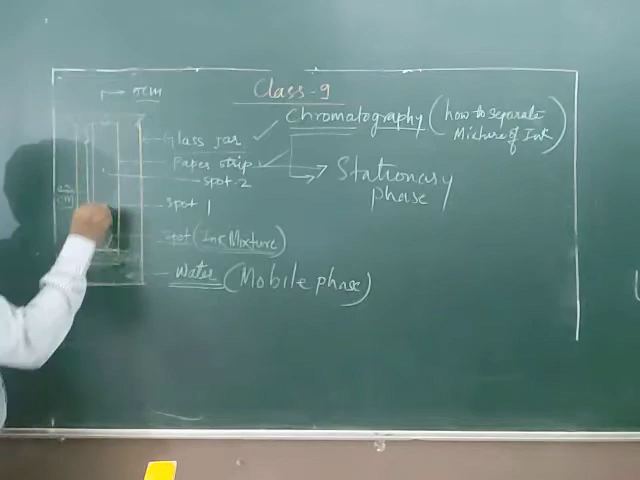 Class-9
Chromatography (how to separate
Mixture of Ink)
Glass jar
Paper strip
Stationary
phase
spot-2
spot 1
Spot (Ink Mixture)
Water (Mobile phase)